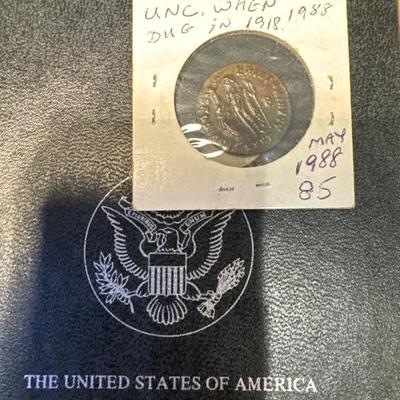 UNC. WHEN
DUG in 1918. 1988
MAY
1988
85
THE UNITED STATES OF AMERICA